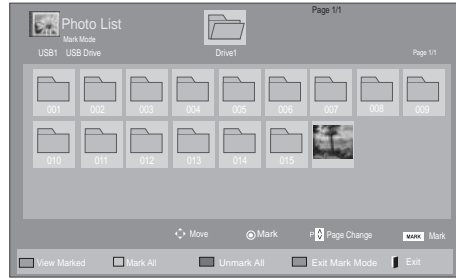 Page 1/1
Photo List
Mark Mode
USB1 USB Drive
Drive1
Page 1/1
001 002 003 004 005 006 007 008 009
010 011 012 013 014 015
Move Mark P Page Change MARK Mark
View Marked Mark All Unmark All Exit Mark Mode Exit